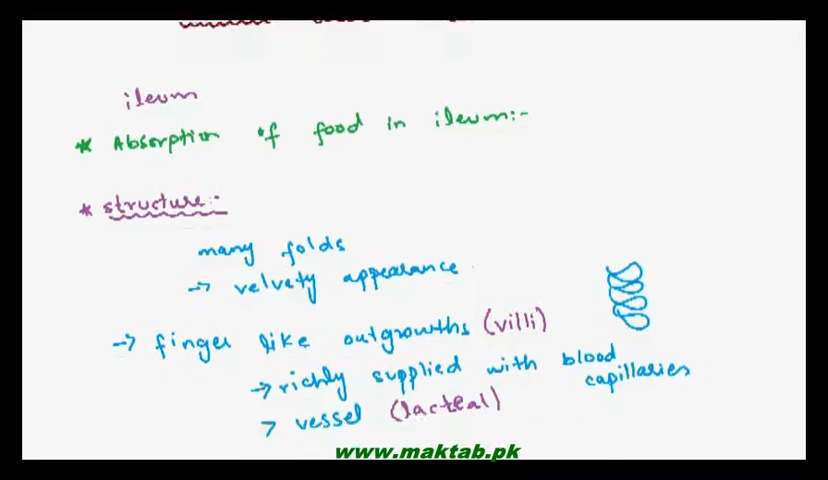 ileum
* Absorption of food in ileum:-
* structure:-
many folds
→ velvety appearance
→ finger like outgrowths (villi)
→ richly supplied with blood capillaries
> vessel (lacteal)
www.maktab.pk